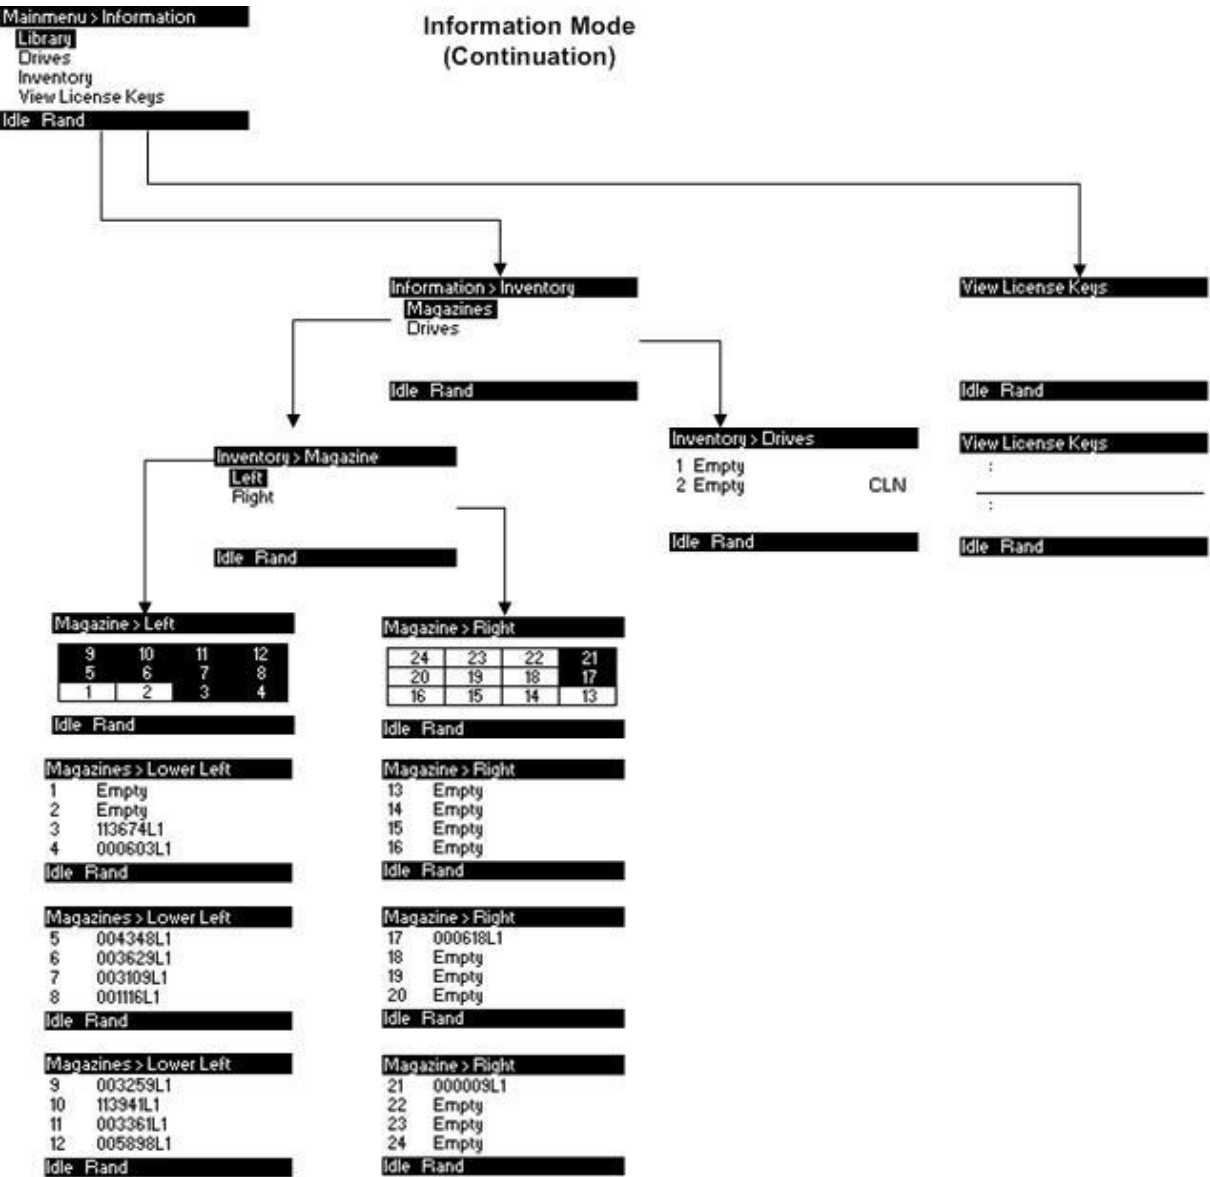 Information Mode
(Continuation)
Mainmenu > Information
Library
Drives
Inventory
View License Keys
Idle Rand
Information > Inventory
Magazines
Drives
Idle Rand
View License Keys
Idle Rand
Inventory > Magazine
Left
Right
Idle Rand
Inventory > Drives
1 Empty
2 Empty CLN
Idle Rand
View License Keys
:
:
Idle Rand
Magazine > Left
9 10 11 12
5 6 7 8
1 2 3 4
Idle Rand
Magazine > Right
24 23 22 21
20 19 18 17
16 15 14 13
Idle Rand
Magazines > Lower Left
1 Empty
2 Empty
3 113674L1
4 000603L1
Idle Rand
Magazine > Right
13 Empty
14 Empty
15 Empty
16 Empty
Idle Rand
Magazines > Lower Left
5 004348L1
6 003629L1
7 003109L1
8 001116L1
Idle Rand
Magazine > Right
17 000618L1
18 Empty
19 Empty
20 Empty
Idle Rand
Magazines > Lower Left
9 003259L1
10 113941L1
11 003361L1
12 005898L1
Idle Rand
Magazine > Right
21 000009L1
22 Empty
23 Empty
24 Empty
Idle Rand